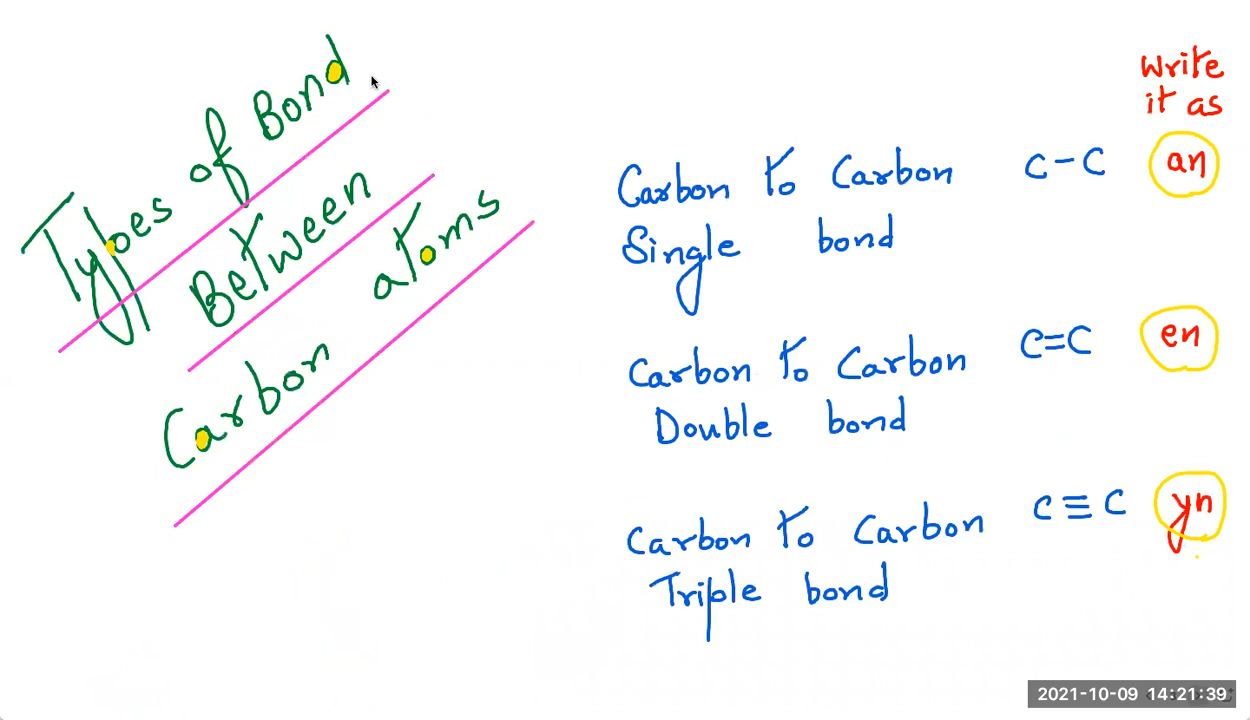 Types of Bond
Between
Carbon atoms
Write
it as
Carbon to Carbon C-C an
Single bond
Carbon to Carbon C=C en
Double bond
Carbon to Carbon C≡C yn
Triple bond
2021-10-09 14:21:39